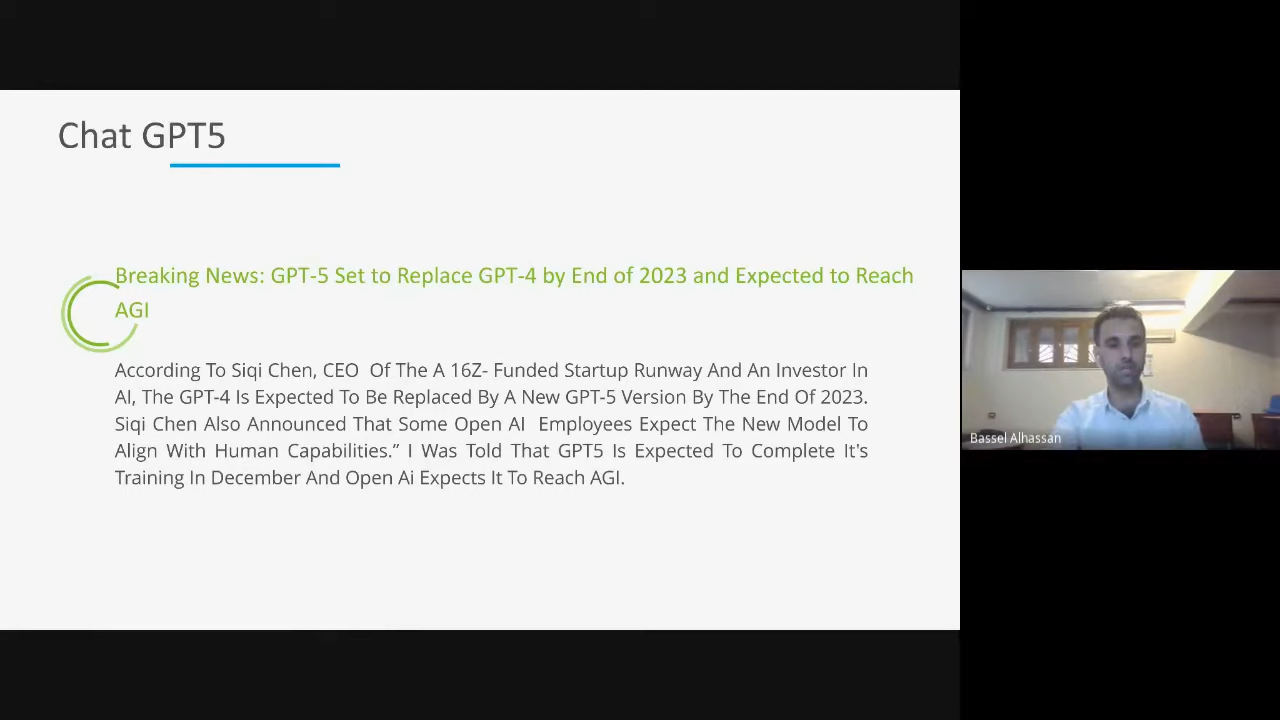 Chat GPT5
Breaking News: GPT-5 Set to Replace GPT-4 by End of 2023 and Expected to Reach
AGI
According To Siqi Chen, CEO  Of The A 16Z- Funded Startup Runway And An Investor In
AI, The GPT-4 Is Expected To Be Replaced By A New GPT-5 Version By The End Of 2023.
Siqi Chen Also Announced That Some Open AI  Employees Expect The New Model To
Align With Human Capabilities.” I Was Told That GPT5 Is Expected To Complete It's
Training In December And Open Ai Expects It To Reach AGI.
Bassel Alhassan